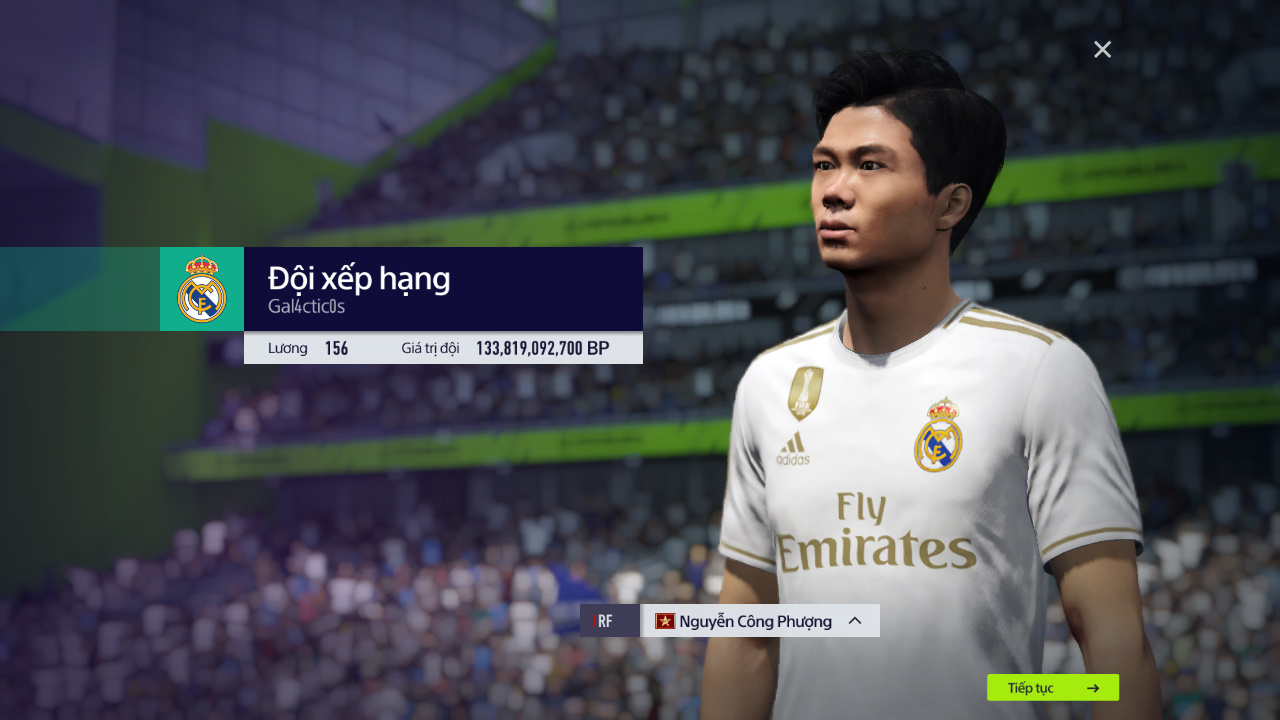 Đội xếp hạng
Gal4ctic0s
Lương 156 Giá trị đội 133,819,092,700 BP
FIFA
adidas
Fly
Emirates
RF Nguyễn Công Phượng
Tiếp tục →